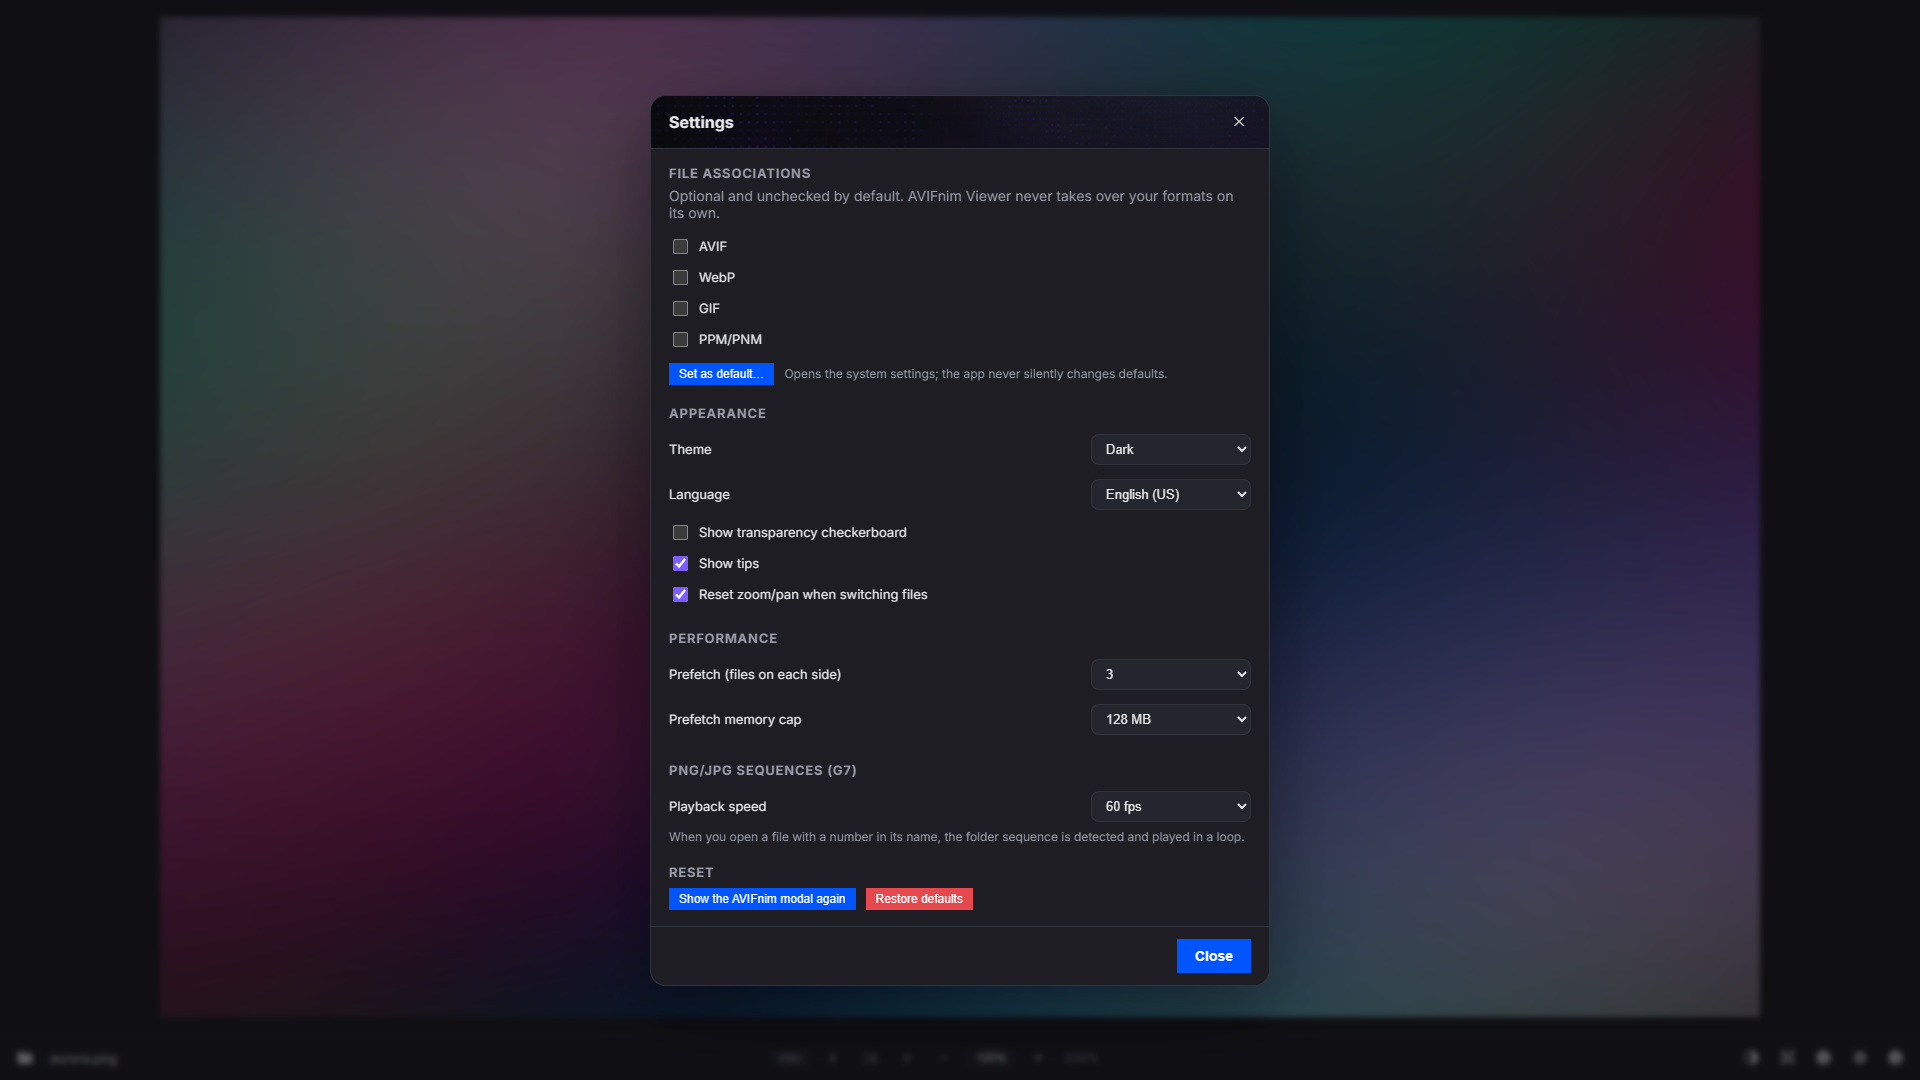 Settings
FILE ASSOCIATIONS
Optional and unchecked by default. AVIFnim Viewer never takes over your formats on
its own.
AVIF
WebP
GIF
PPM/PNM
Set as default...
Opens the system settings; the app never silently changes defaults.
APPEARANCE
Theme
Dark
Language
English (US)
Show transparency checkerboard
Show tips
Reset zoom/pan when switching files
PERFORMANCE
Prefetch (files on each side)
3
Prefetch memory cap
128 MB
PNG/JPG SEQUENCES (G7)
Playback speed
60 fps
When you open a file with a number in its name, the folder sequence is detected and played in a loop.
RESET
Show the AVIFnim modal again
Restore defaults
Close